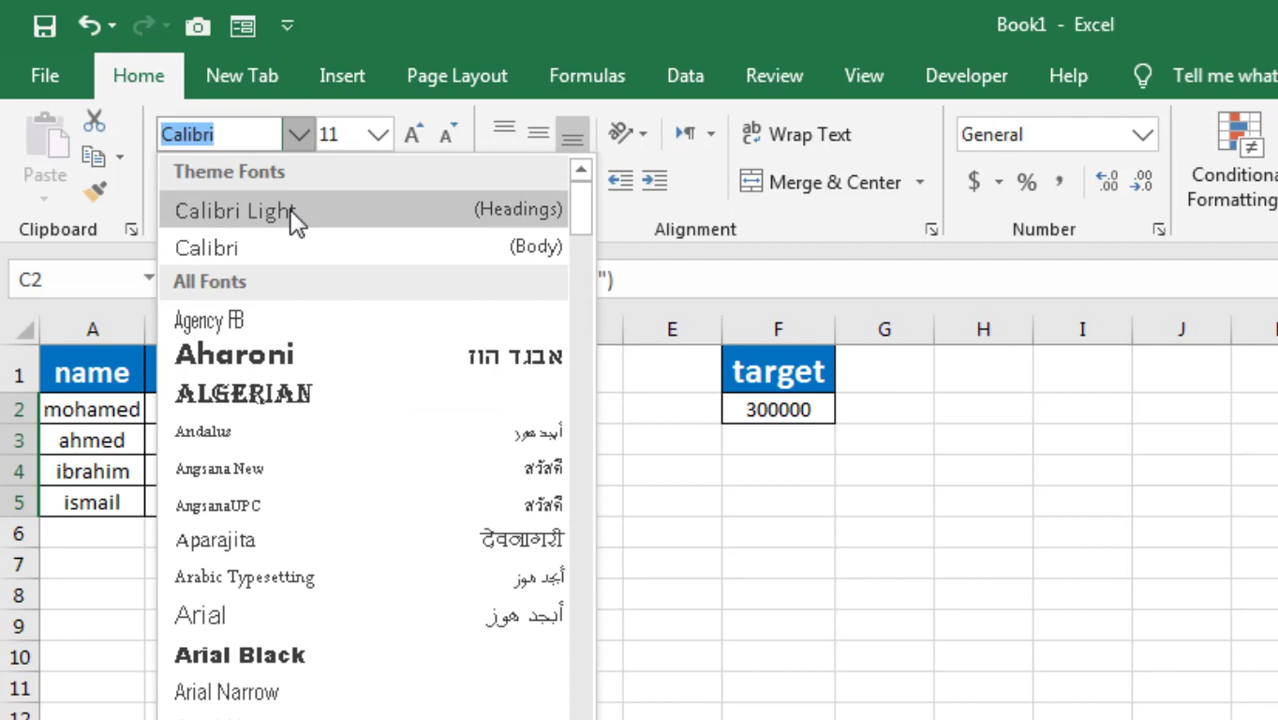 Book1 - Excel
File Home New Tab Insert Page Layout Formulas Data Review View Developer Help Tell me what
Paste
Clipboard
Calibri 11
Wrap Text
Merge & Center
Alignment
General
$ % ,
Number
Conditional
Formatting
Theme Fonts
Calibri Light (Headings)
Calibri (Body)
All Fonts
Agency FB
Aharoni אבגד הוז
ALGERIAN
Andalus أبجد هوز
Angsana New สวัสดี
AngsanaUPC สวัสดี
Aparajita देवनागरी
Arabic Typesetting أبجد هوز
Arial أبجد هوز
Arial Black
Arial Narrow
C2 ")
A E F G H I J
1 name target
2 mohamed 300000
3 ahmed
4 ibrahim
5 ismail
6
7
8
9
10
11
12